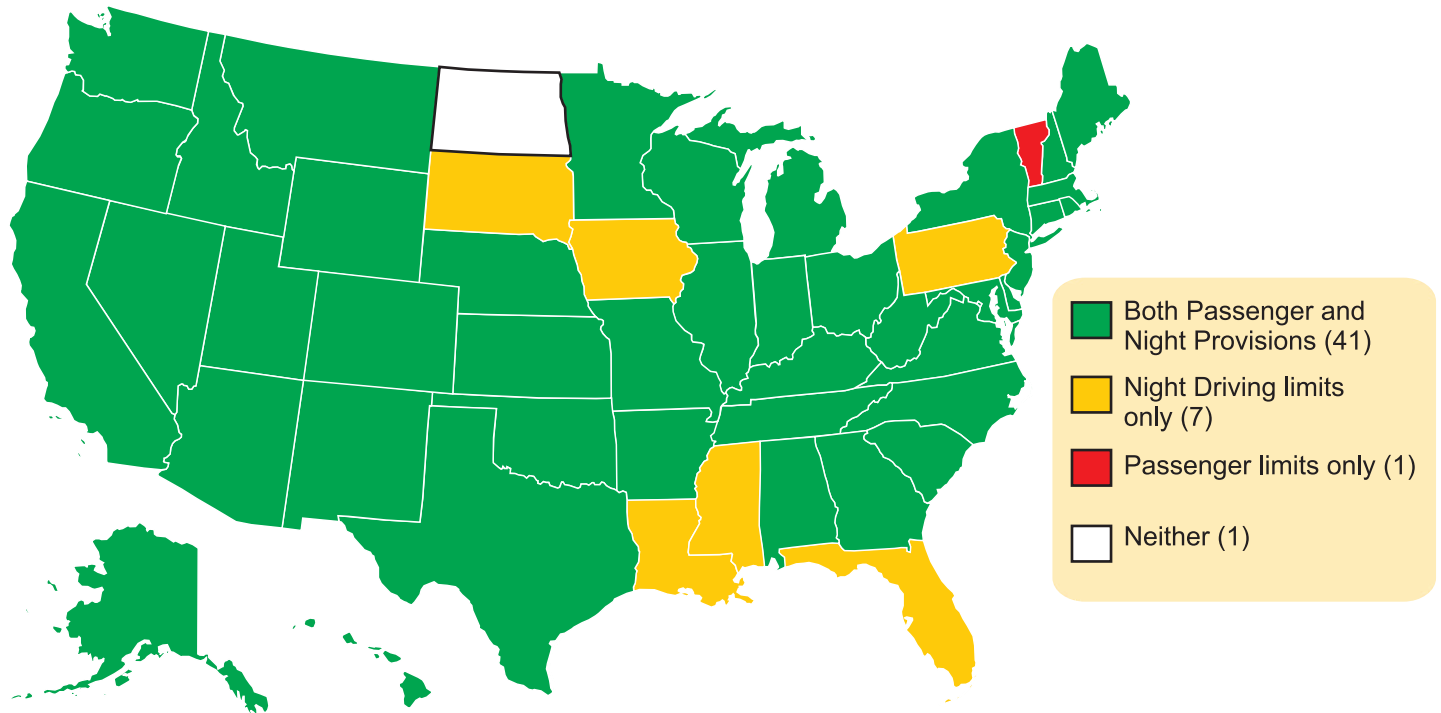 Both Passenger and
Night Provisions (41)
Night Driving limits
only (7)
Passenger limits only (1)
Neither (1)